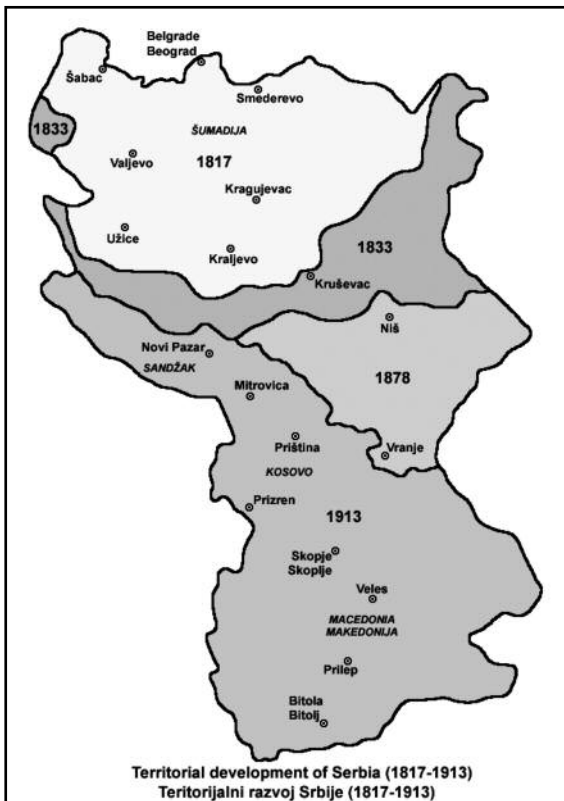 Belgrade
Beograd
Šabac
Smederevo
1833
ŠUMADIJA
Valjevo
1817
Kragujevac
Užice
1833
Kraljevo
Kruševac
Niš
Novi Pazar
SANDŽAK
1878
Mitrovica
Priština
Vranje
KOSOVO
Prizren
1913
Skopje
Skoplje
Veles
MACEDONIA
MAKEDONIJA
Prilep
Bitola
Bitolj
Territorial development of Serbia (1817-1913)
Teritorijalni razvoj Srbije (1817-1913)